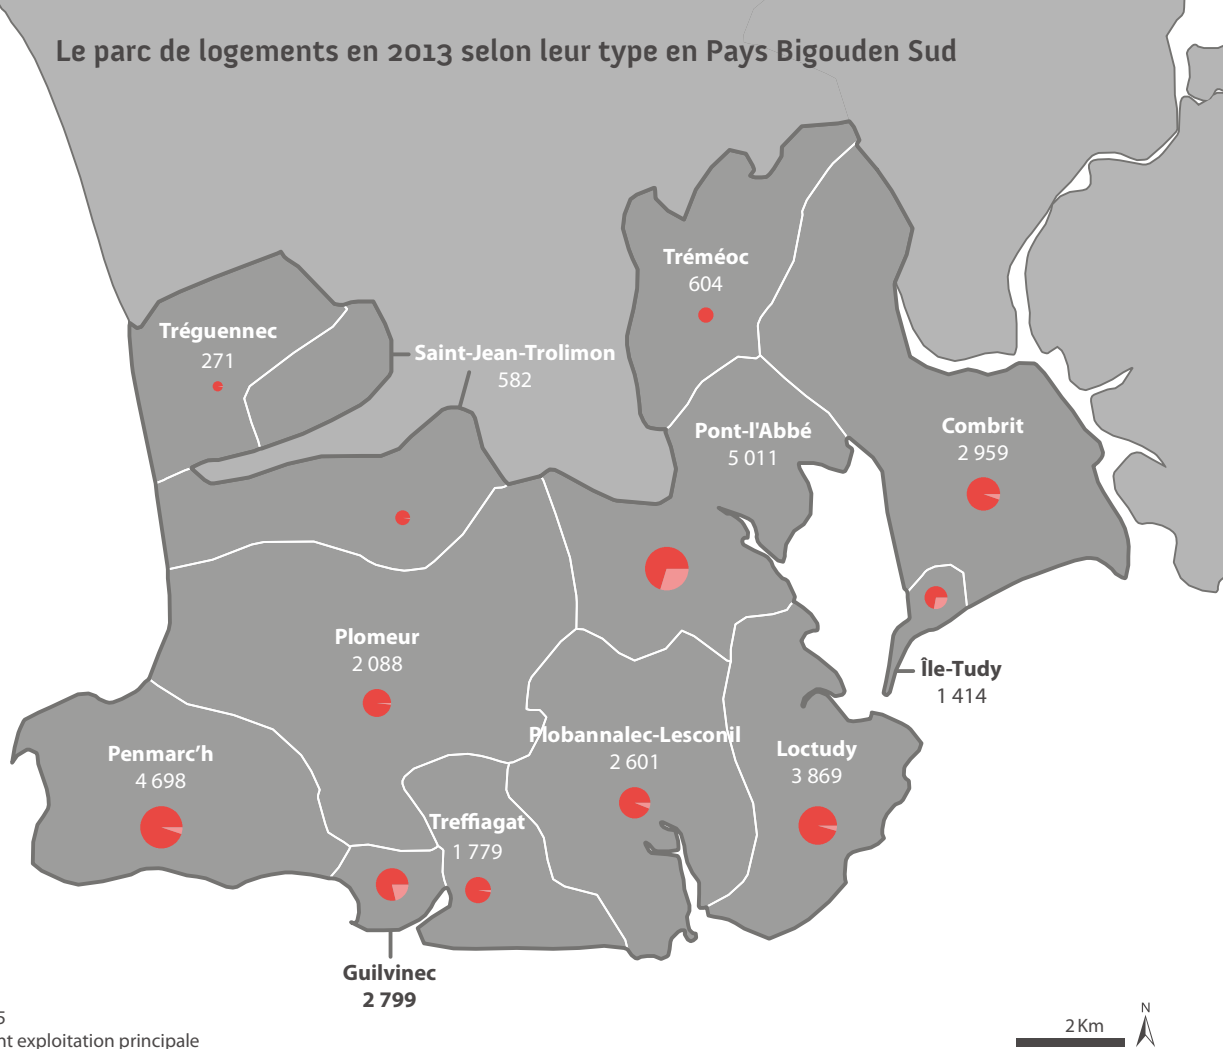 Le parc de logements en 2013 selon leur type en Pays Bigouden Sud
Tréméoc
604
Tréguennec
271
Saint-Jean-Trolimon
582
Pont-l'Abbé
5 011
Combrit
2 959
Plomeur
2 088
Île-Tudy
1 414
Penmarc’h
4 698
Plobannalec-Lesconil
2 601
Loctudy
3 869
Treffiagat
1 779
Guilvinec
2 799
5
nt exploitation principale
2 Km
N